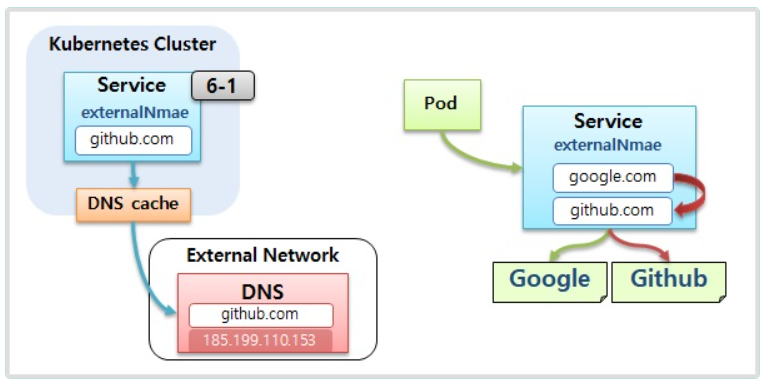 Kubernetes Cluster
Service
6-1
externalNmae
github.com
DNS cache
External Network
DNS
github.com
185.199.110.153
Pod
Service
externalNmae
google.com
github.com
Google
Github